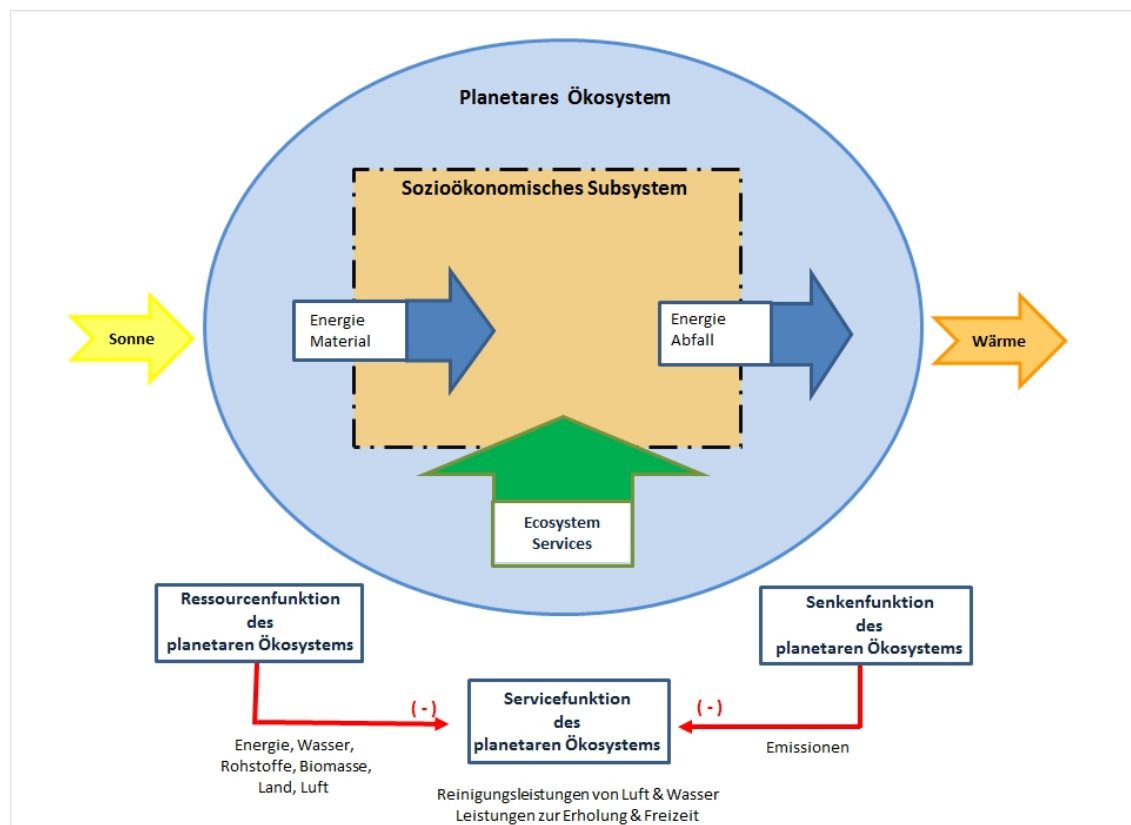 Planetares Ökosystem
Sozioökonomisches Subsystem
Energie
Material
Energie
Abfall
Sonne
Wärme
Ecosystem
Services
Ressourcenfunktion
des
planetaren Ökosystems
Senkenfunktion
des
planetaren Ökosystems
( - )
Servicefunktion
des
planetaren Ökosystems
( - )
Energie, Wasser,
Rohstoffe, Biomasse,
Land, Luft
Emissionen
Reinigungsleistungen von Luft & Wasser
Leistungen zur Erholung & Freizeit